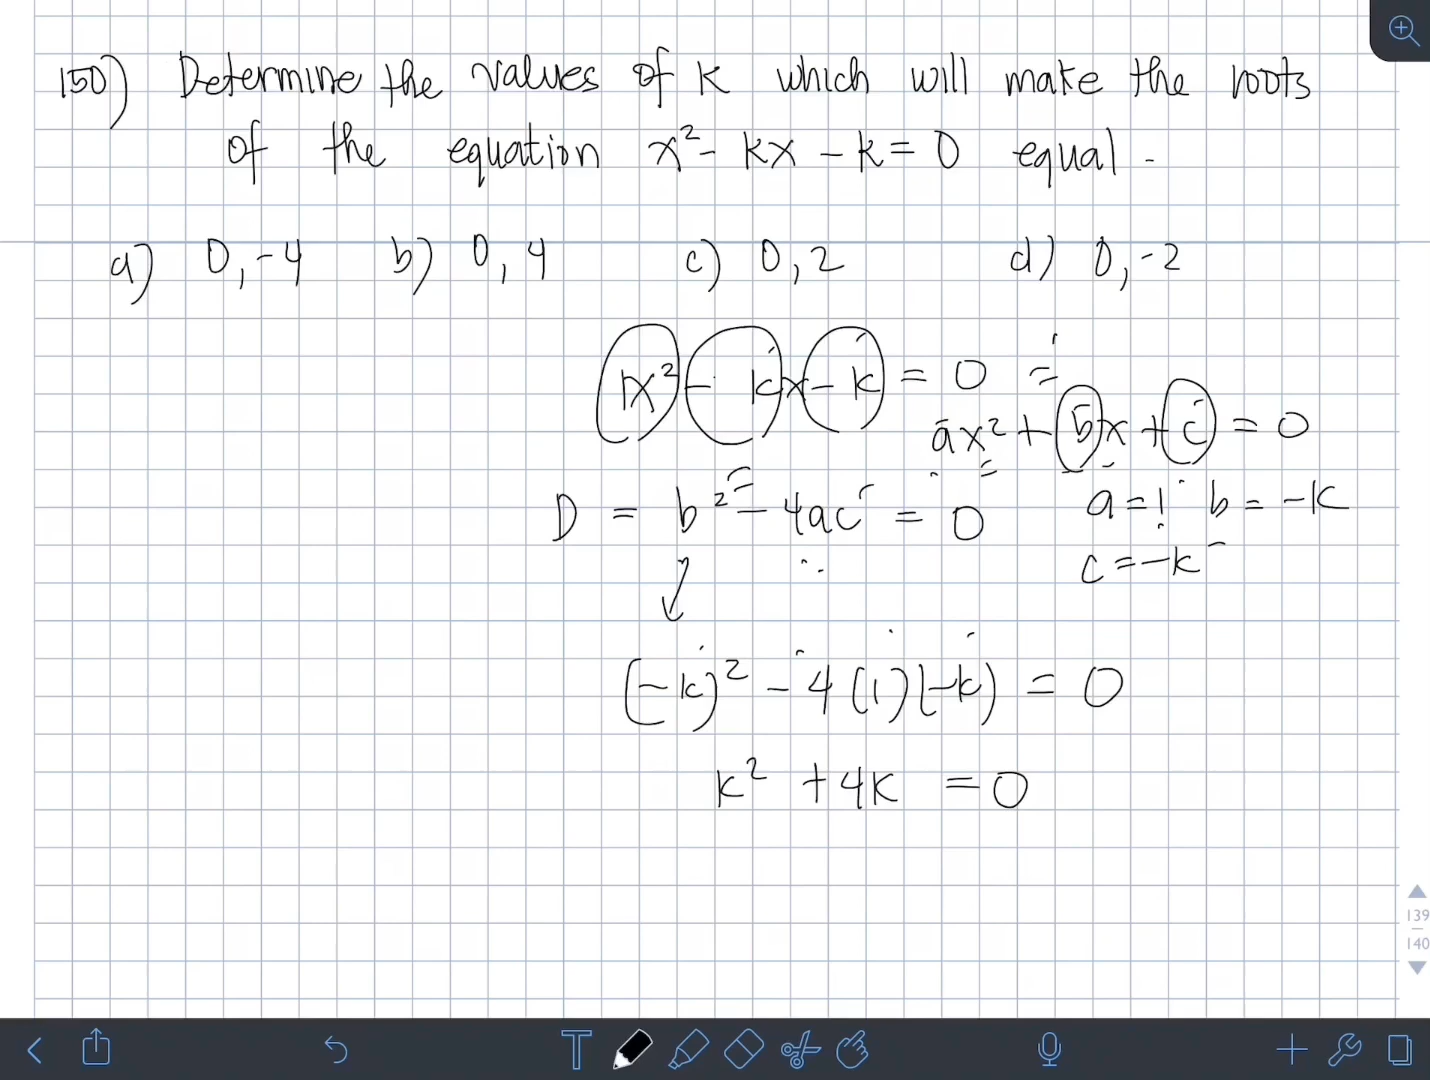 150) Determine the values of k which will make the roots
of the equation x² - kx - k = 0 equal.
a) 0, -4 b) 0, 4 c) 0, 2 d) 0, -2
1x² - kx - k = 0
ax² + bx + c = 0
D = b² - 4ac = 0
a = 1 b = -k
c = -k
(-k)² - 4(1)(-k) = 0
k² + 4k = 0
139
140
T